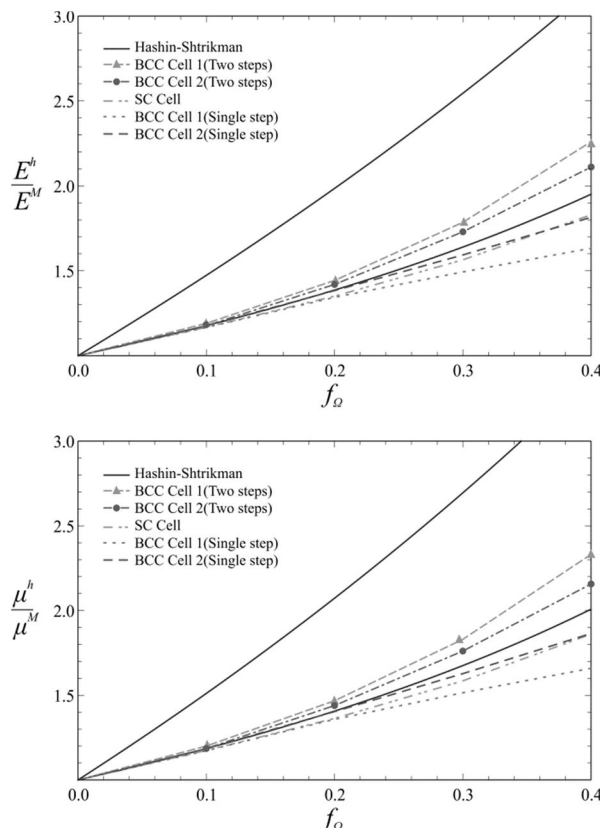 3.0
Hashin-Shtrikman
BCC Cell 1(Two steps)
BCC Cell 2(Two steps)
SC Cell
BCC Cell 1(Single step)
BCC Cell 2(Single step)
2.5
E^h
E^M
2.0
1.5
0.0 0.1 0.2 0.3 0.4
f_Ω
3.0
Hashin-Shtrikman
BCC Cell 1(Two steps)
BCC Cell 2(Two steps)
SC Cell
BCC Cell 1(Single step)
BCC Cell 2(Single step)
2.5
μ^h
μ^M
2.0
1.5
0.0 0.1 0.2 0.3 0.4
f_Ω